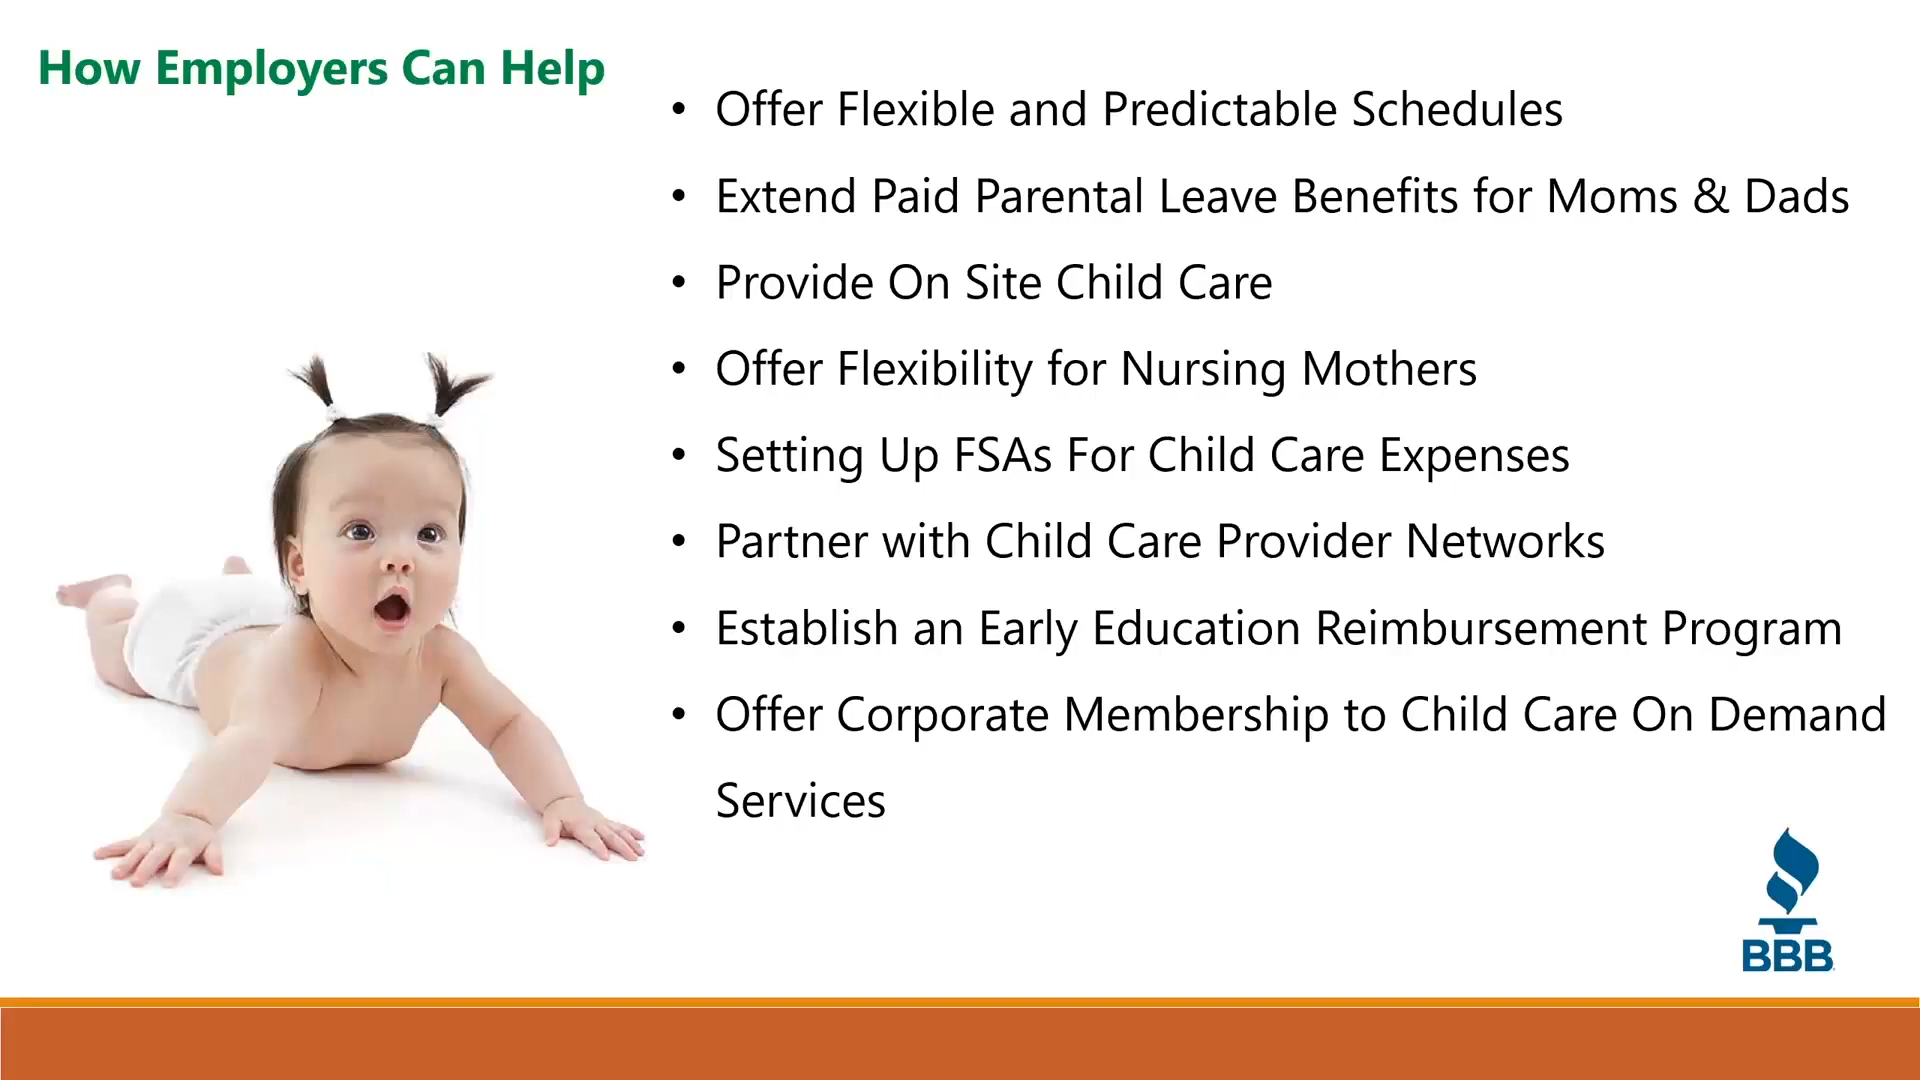 How Employers Can Help
• Offer Flexible and Predictable Schedules
• Extend Paid Parental Leave Benefits for Moms & Dads
• Provide On Site Child Care
• Offer Flexibility for Nursing Mothers
• Setting Up FSAs For Child Care Expenses
• Partner with Child Care Provider Networks
• Establish an Early Education Reimbursement Program
• Offer Corporate Membership to Child Care On Demand
Services
BBB